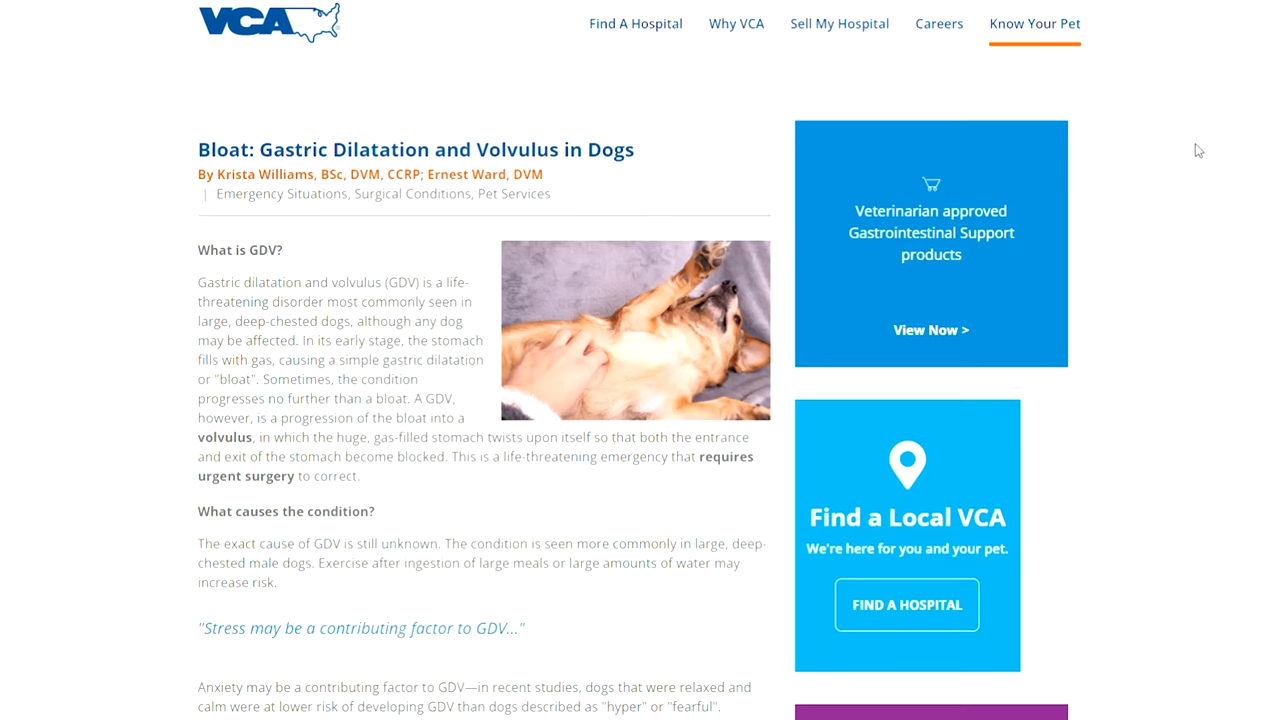 VCA
Find A Hospital Why VCA Sell My Hospital Careers Know Your Pet
Bloat: Gastric Dilatation and Volvulus in Dogs
By Krista Williams, BSc, DVM, CCRP; Ernest Ward, DVM
| Emergency Situations, Surgical Conditions, Pet Services
What is GDV?
Gastric dilatation and volvulus (GDV) is a life-
threatening disorder most commonly seen in
large, deep-chested dogs, although any dog
may be affected. In its early stage, the stomach
fills with gas, causing a simple gastric dilatation
or "bloat". Sometimes, the condition
progresses no further than a bloat. A GDV,
however, is a progression of the bloat into a
volvulus, in which the huge, gas-filled stomach twists upon itself so that both the entrance
and exit of the stomach become blocked. This is a life-threatening emergency that requires
urgent surgery to correct.
What causes the condition?
The exact cause of GDV is still unknown. The condition is seen more commonly in large, deep-
chested male dogs. Exercise after ingestion of large meals or large amounts of water may
increase risk.
"Stress may be a contributing factor to GDV..."
Anxiety may be a contributing factor to GDV—in recent studies, dogs that were relaxed and
calm were at lower risk of developing GDV than dogs described as "hyper" or "fearful".
Veterinarian approved
Gastrointestinal Support
products
View Now >
Find a Local VCA
We're here for you and your pet.
FIND A HOSPITAL